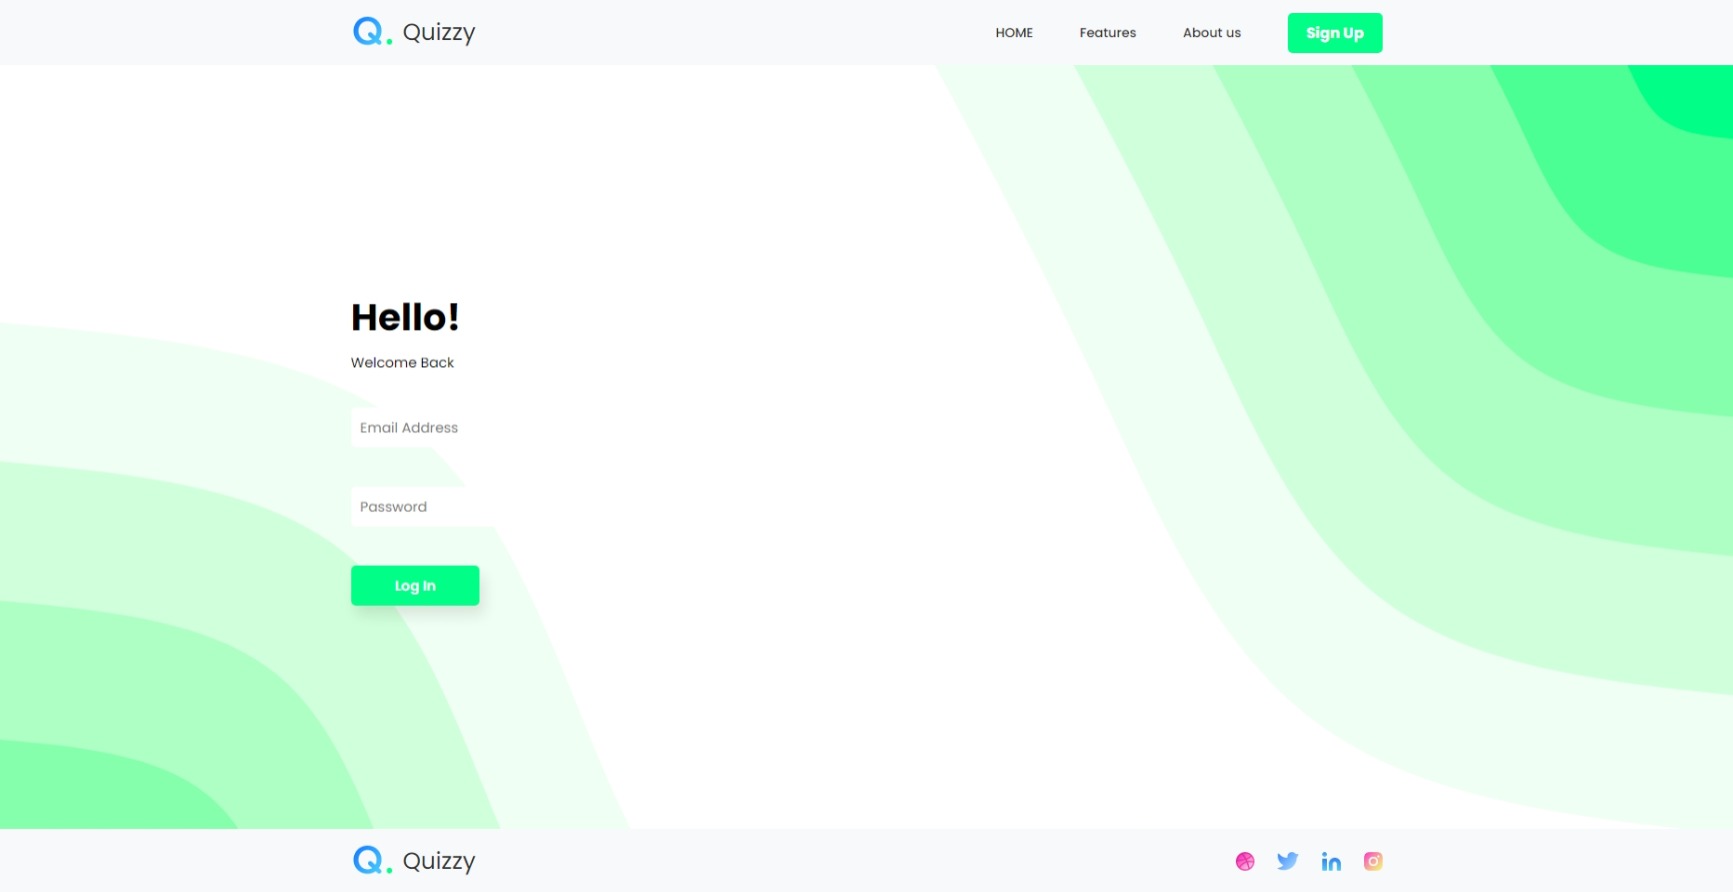 Q. Quizzy
HOME Features About us Sign Up
Hello!
Welcome Back
Email Address
Password
Log In
Q. Quizzy
in